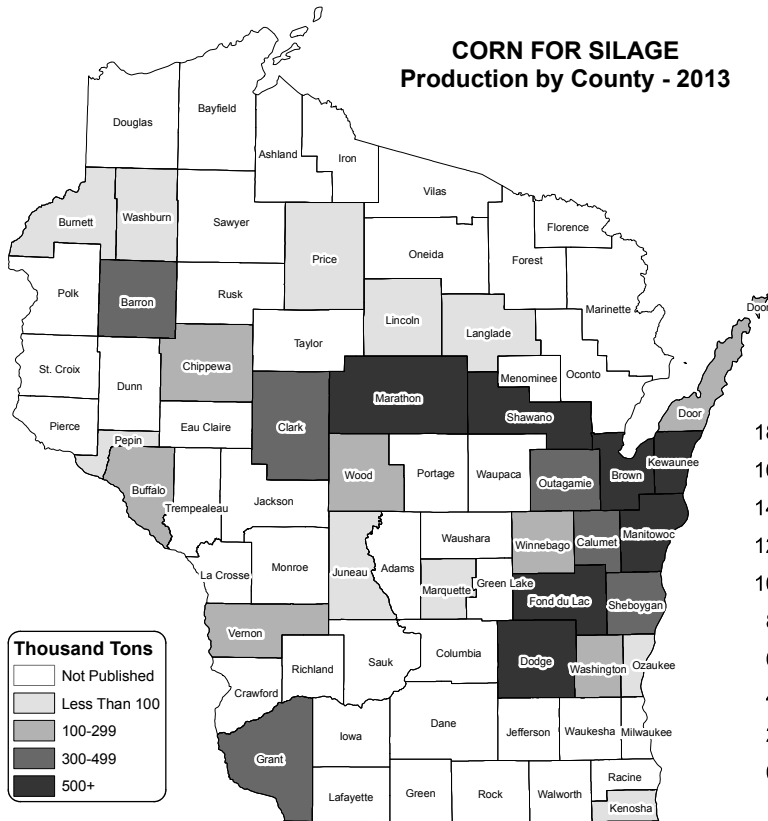 CORN FOR SILAGE
Production by County - 2013
Douglas
Bayfield
Ashland
Iron
Vilas
Burnett
Washburn
Sawyer
Florence
Price
Oneida
Forest
Polk
Barron
Rusk
Door
Marinette
Lincoln
Langlade
Taylor
St. Croix
Chippewa
Menominee
Oconto
Dunn
Marathon
Shawano
Door
Pierce
Eau Claire
Clark
Pepin
Kewaunee
Wood
Portage
Waupaca
Outagamie
Brown
Buffalo
Trempealeau
Jackson
Manitowoc
Waushara
Winnebago
Calumet
La Crosse
Monroe
Juneau
Adams
Marquette
Green Lake
Fond du Lac
Sheboygan
Vernon
Richland
Sauk
Columbia
Dodge
Washington
Ozaukee
Crawford
Iowa
Dane
Jefferson
Waukesha
Milwaukee
Grant
Lafayette
Green
Rock
Walworth
Racine
Kenosha
Thousand Tons
Not Published
Less Than 100
100-299
300-499
500+